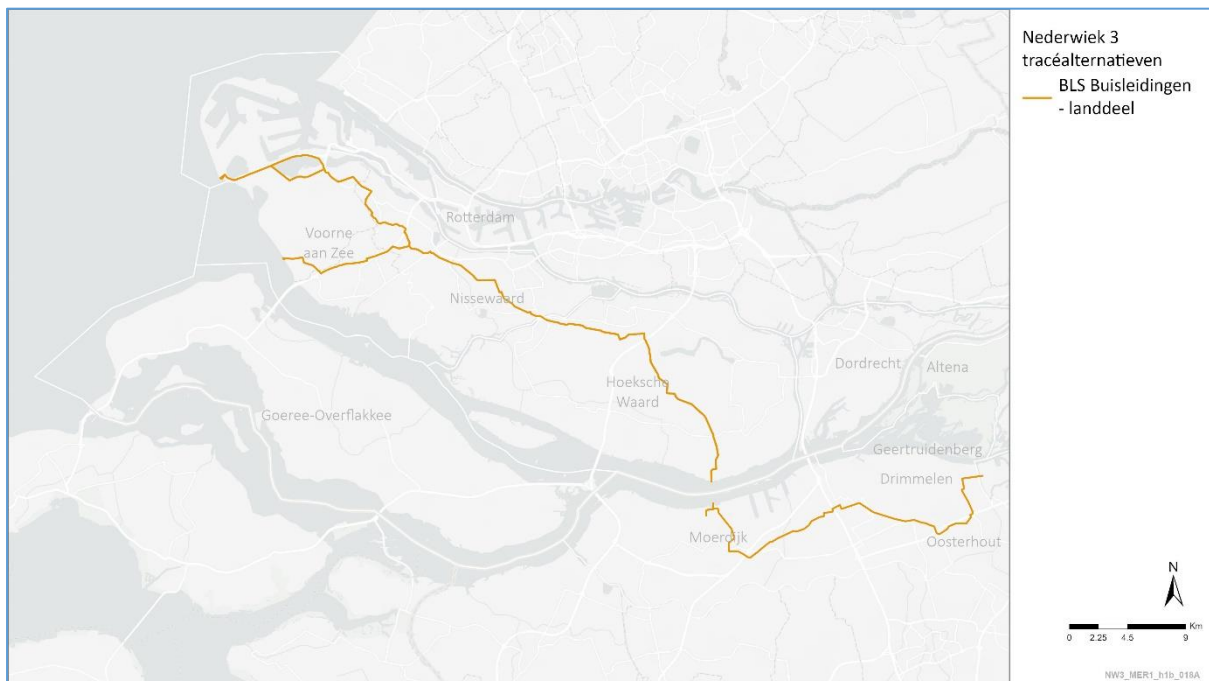 Nederwiek 3
tracéalternatieven
BLS Buisleidingen
- landdeel
Rotterdam
Voorne
aan Zee
Nissewaard
Dordrecht
Altena
Hoeksche
Waard
Goeree-Overflakkee
Geertruidenberg
Drimmelen
Moerdijk
Oosterhout
N
Km
0 2.25 4.5 9
NW3_MER1_h1b_018A